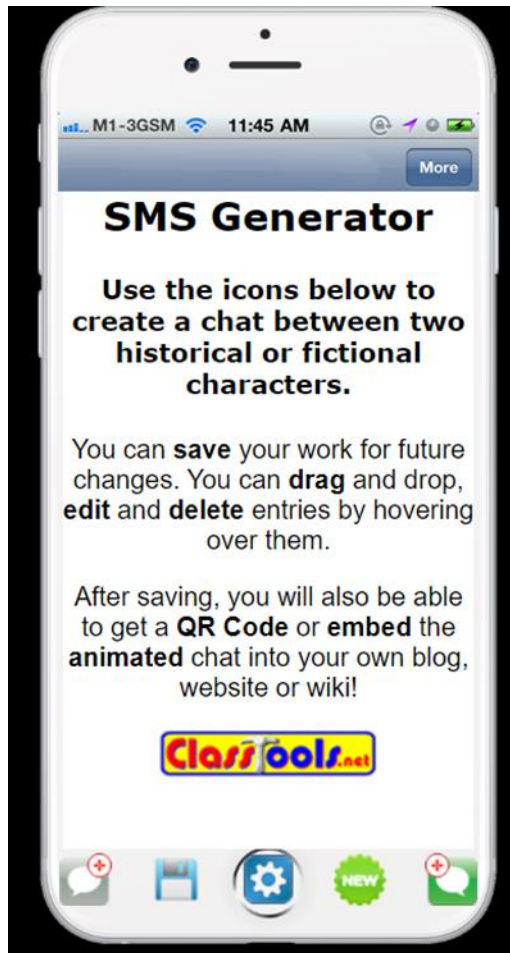 M1-3GSM 11:45 AM
More
SMS Generator
Use the icons below to
create a chat between two
historical or fictional
characters.
You can save your work for future
changes. You can drag and drop,
edit and delete entries by hovering
over them.
After saving, you will also be able
to get a QR Code or embed the
animated chat into your own blog,
website or wiki!
ClassTools.net
NEW